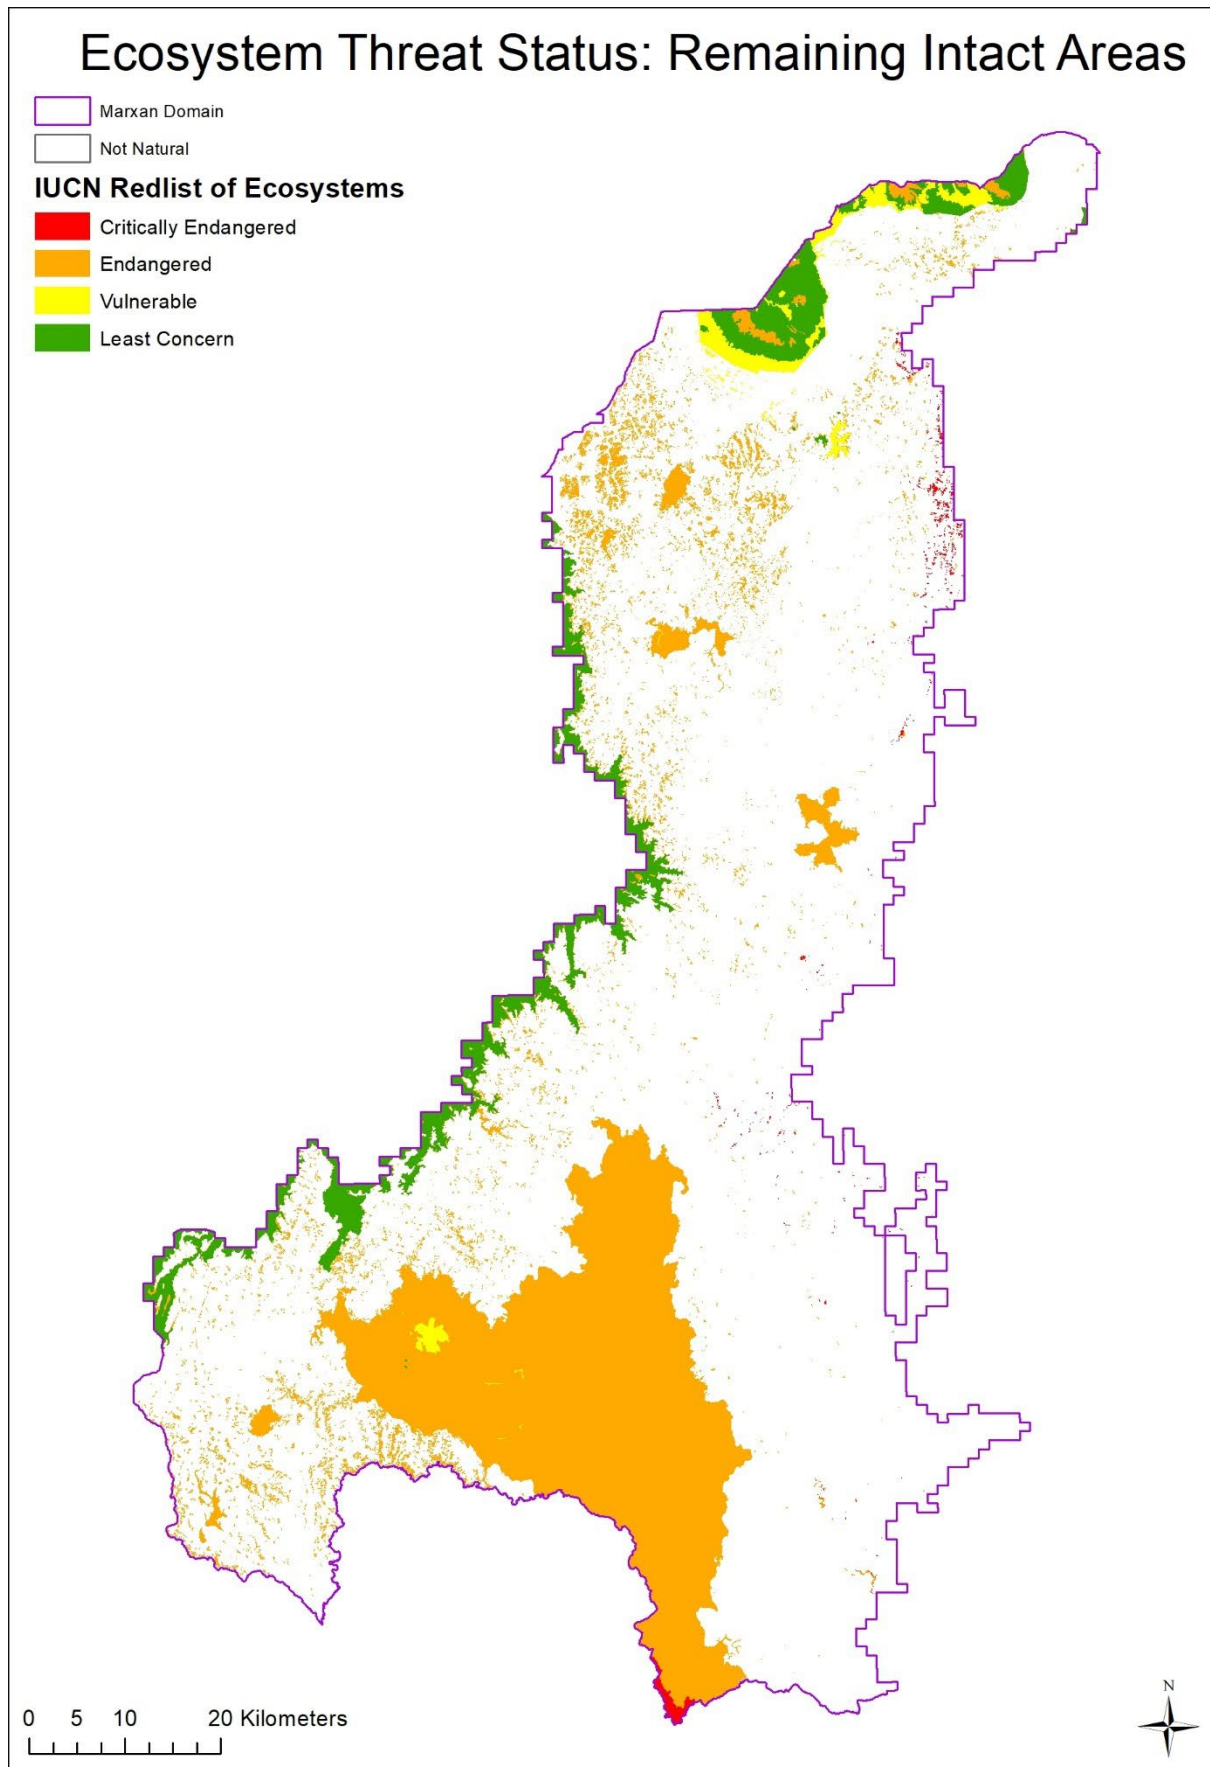 Ecosystem Threat Status: Remaining Intact Areas
Marxan Domain
Not Natural
IUCN Redlist of Ecosystems
Critically Endangered
Endangered
Vulnerable
Least Concern
0 5 10 20 Kilometers
N